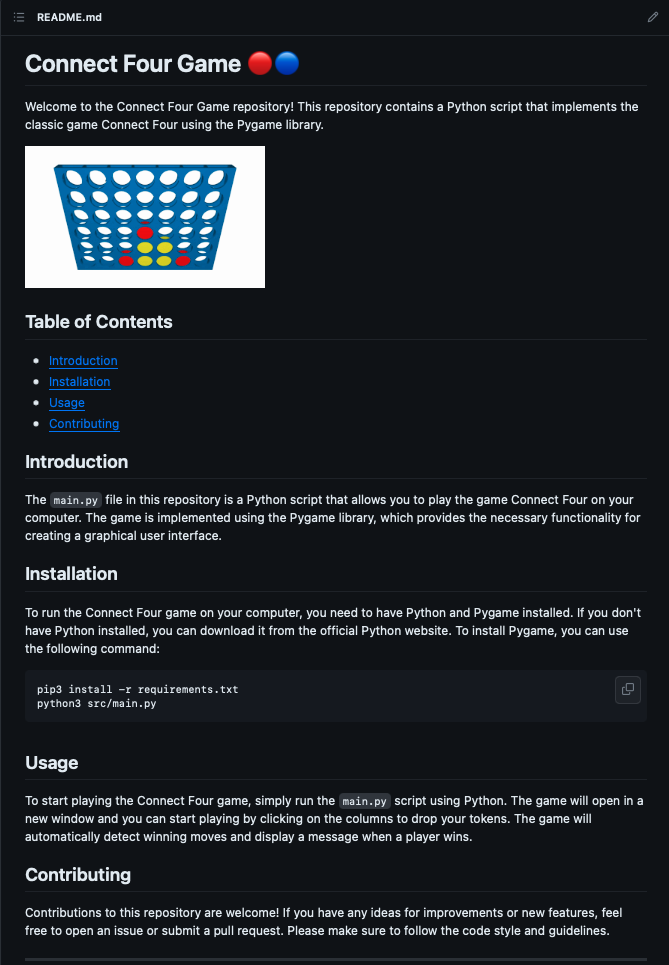 README.md
Connect Four Game 🔴🔵
Welcome to the Connect Four Game repository! This repository contains a Python script that implements the
classic game Connect Four using the Pygame library.
Table of Contents
Introduction
Installation
Usage
Contributing
Introduction
The main.py file in this repository is a Python script that allows you to play the game Connect Four on your
computer. The game is implemented using the Pygame library, which provides the necessary functionality for
creating a graphical user interface.
Installation
To run the Connect Four game on your computer, you need to have Python and Pygame installed. If you don't
have Python installed, you can download it from the official Python website. To install Pygame, you can use
the following command:
pip3 install -r requirements.txt
python3 src/main.py
Usage
To start playing the Connect Four game, simply run the main.py script using Python. The game will open in a
new window and you can start playing by clicking on the columns to drop your tokens. The game will
automatically detect winning moves and display a message when a player wins.
Contributing
Contributions to this repository are welcome! If you have any ideas for improvements or new features, feel
free to open an issue or submit a pull request. Please make sure to follow the code style and guidelines.